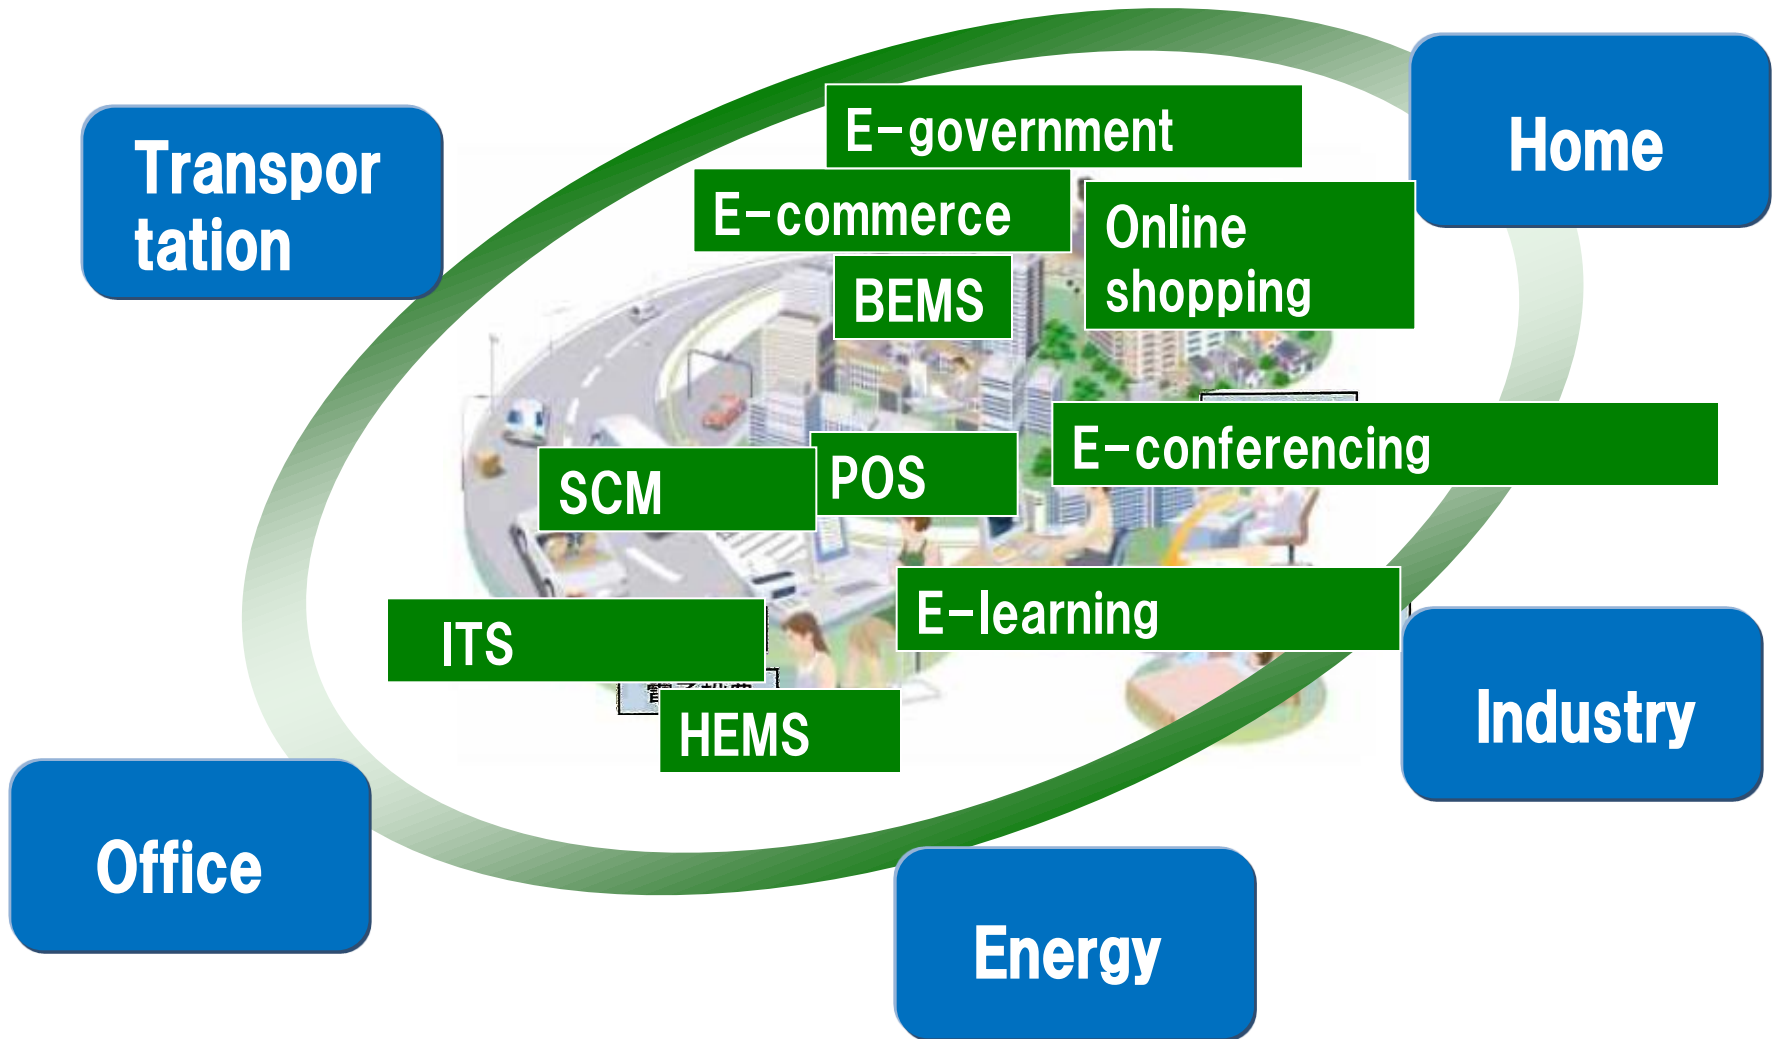 E-government
Home
Transpor
tation
E-commerce
Online
shopping
BEMS
E-conferencing
POS
SCM
E-learning
ITS
HEMS
Industry
Office
Energy